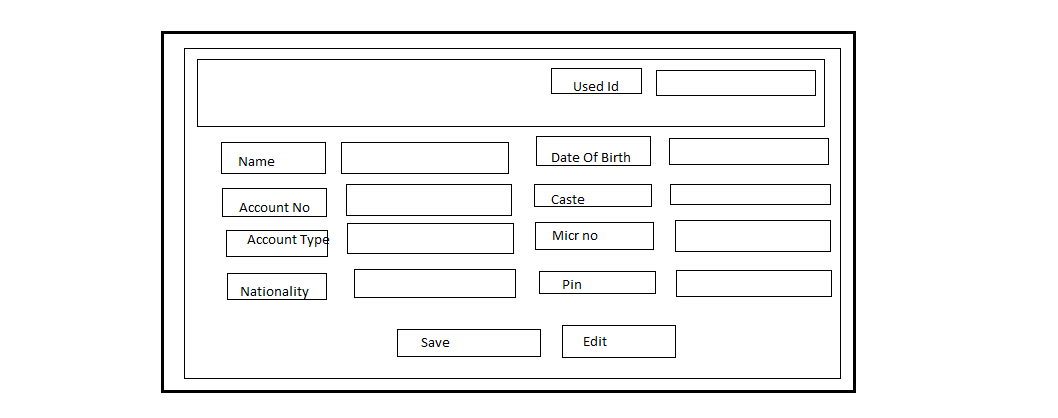 Used Id
Name
Date Of Birth
Account No
Caste
Account Type
Micr no
Nationality
Pin
Save
Edit